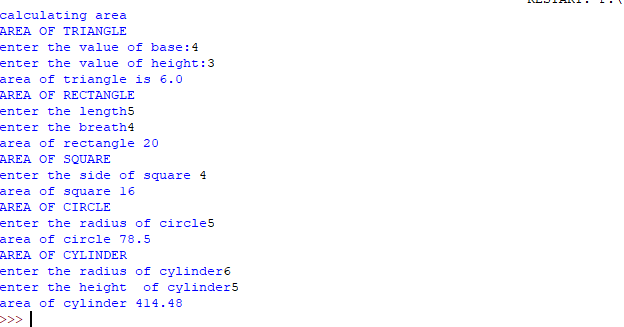 RESTART: F:\
calculating area
AREA OF TRIANGLE
enter the value of base:4
enter the value of height:3
area of triangle is 6.0
AREA OF RECTANGLE
enter the length5
enter the breath4
area of rectangle 20
AREA OF SQUARE
enter the side of square 4
area of square 16
AREA OF CIRCLE
enter the radius of circle5
area of circle 78.5
AREA OF CYLINDER
enter the radius of cylinder6
enter the height  of cylinder5
area of cylinder 414.48
>>>